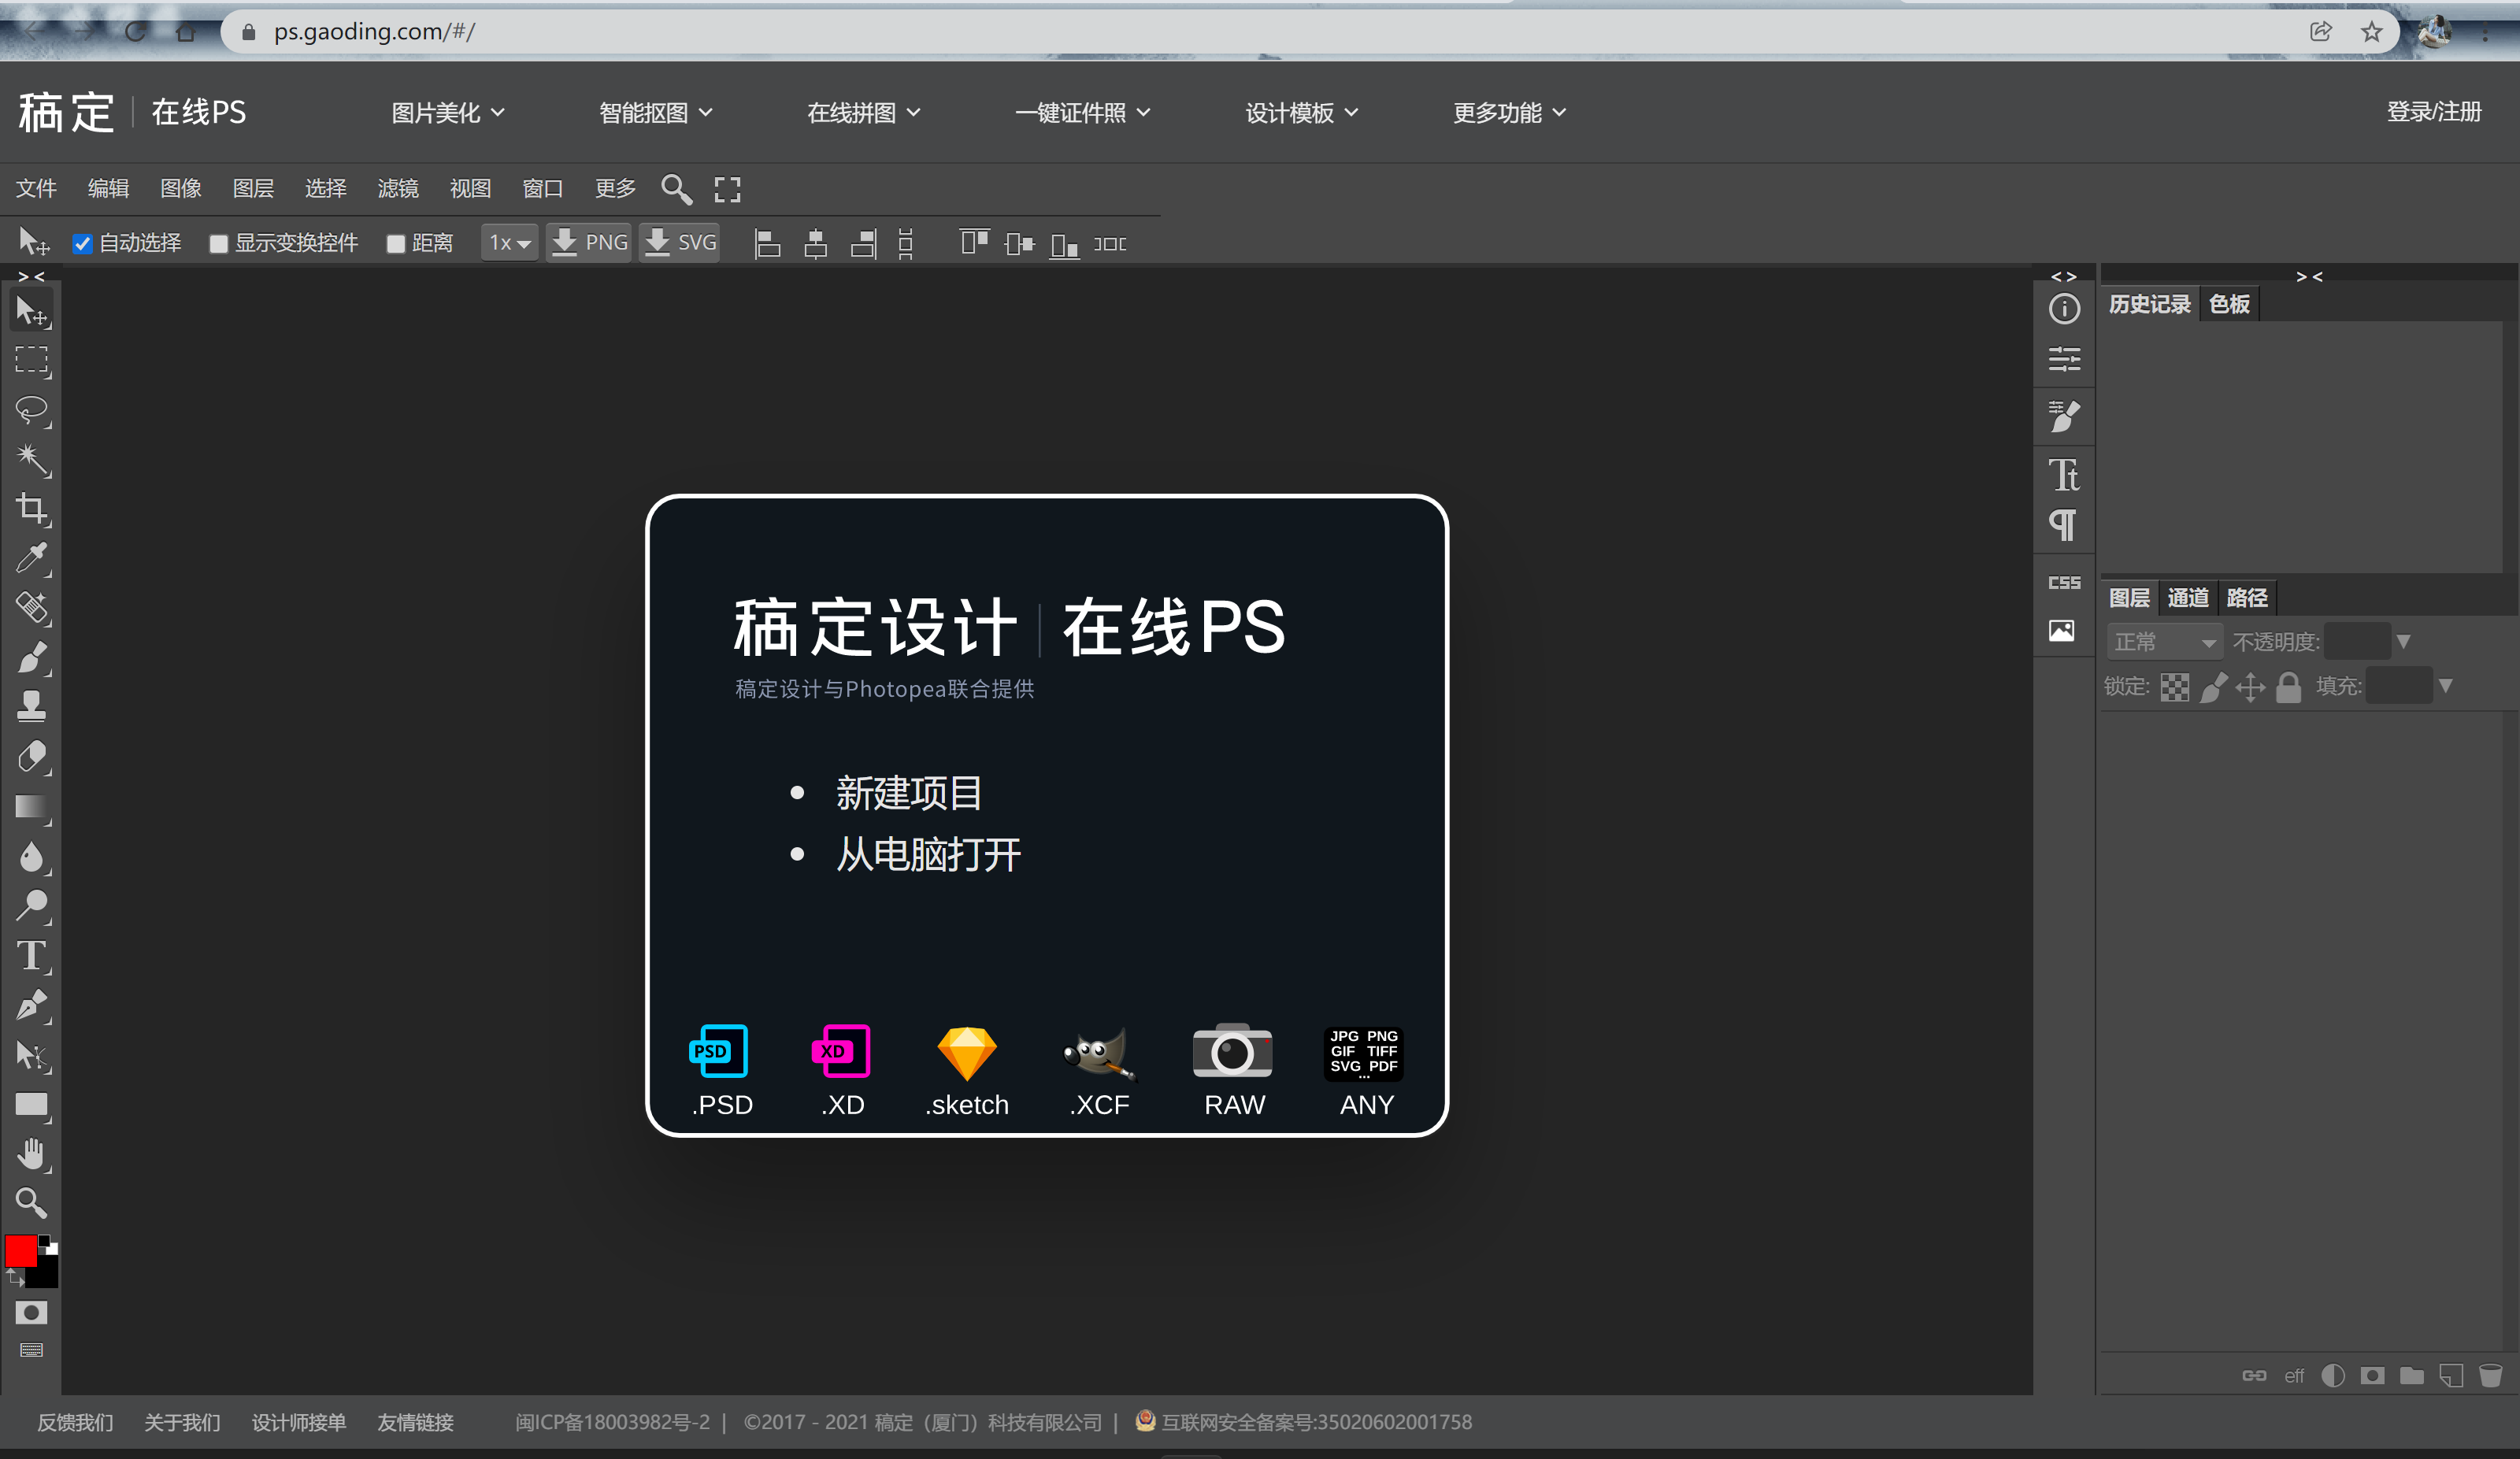 ps.gaoding.com/#/
稿定 | 在线PS 图片美化 智能抠图 在线拼图 一键证件照 设计模板 更多功能 登录/注册
文件 编辑 图像 图层 选择 滤镜 视图 窗口 更多
自动选择 显示变换控件 距离 1x PNG SVG
> < < > > <
历史记录 色板
Tt
CSS
图层 通道 路径
正常 不透明度:
锁定: 填充:
稿定设计 | 在线PS
稿定设计与Photopea联合提供
• 新建项目
• 从电脑打开
PSD XD JPG PNG
GIF TIFF
SVG PDF
...
.PSD .XD .sketch .XCF RAW ANY
T
eff
反馈我们 关于我们 设计师接单 友情链接 闽ICP备18003982号-2 | ©2017 - 2021 稿定（厦门）科技有限公司 | 互联网安全备案号:35020602001758